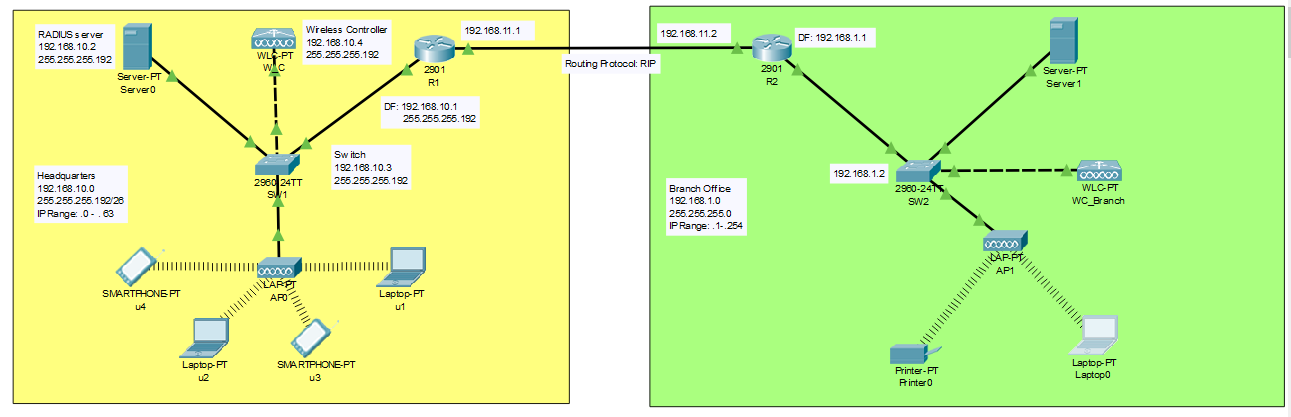 RADIUS server
192.168.10.2
255.255.255.192
Server-PT
Server0
Wireless Controller
192.168.10.4
255.255.255.192
WLC-PT
WLC
192.168.11.1
2901
R1
DF: 192.168.10.1
255.255.255.192
Switch
192.168.10.3
255.255.255.192
2960-24TT
SW1
Headquarters
192.168.10.0
255.255.255.192/26
IP Range: .0 - . 63
LAP-PT
AP0
SMARTPHONE-PT
u4
Laptop-PT
u1
Laptop-PT
u2
SMARTPHONE-PT
u3
Routing Protocol: RIP
192.168.11.2
DF: 192.168.1.1
2901
R2
Server-PT
Server1
192.168.1.2
2960-24TT
SW2
WLC-PT
WC_Branch
Branch Office
192.168.1.0
255.255.255.0
IP Range: .1-.254
LAP-PT
AP1
Printer-PT
Printer0
Laptop-PT
Laptop0